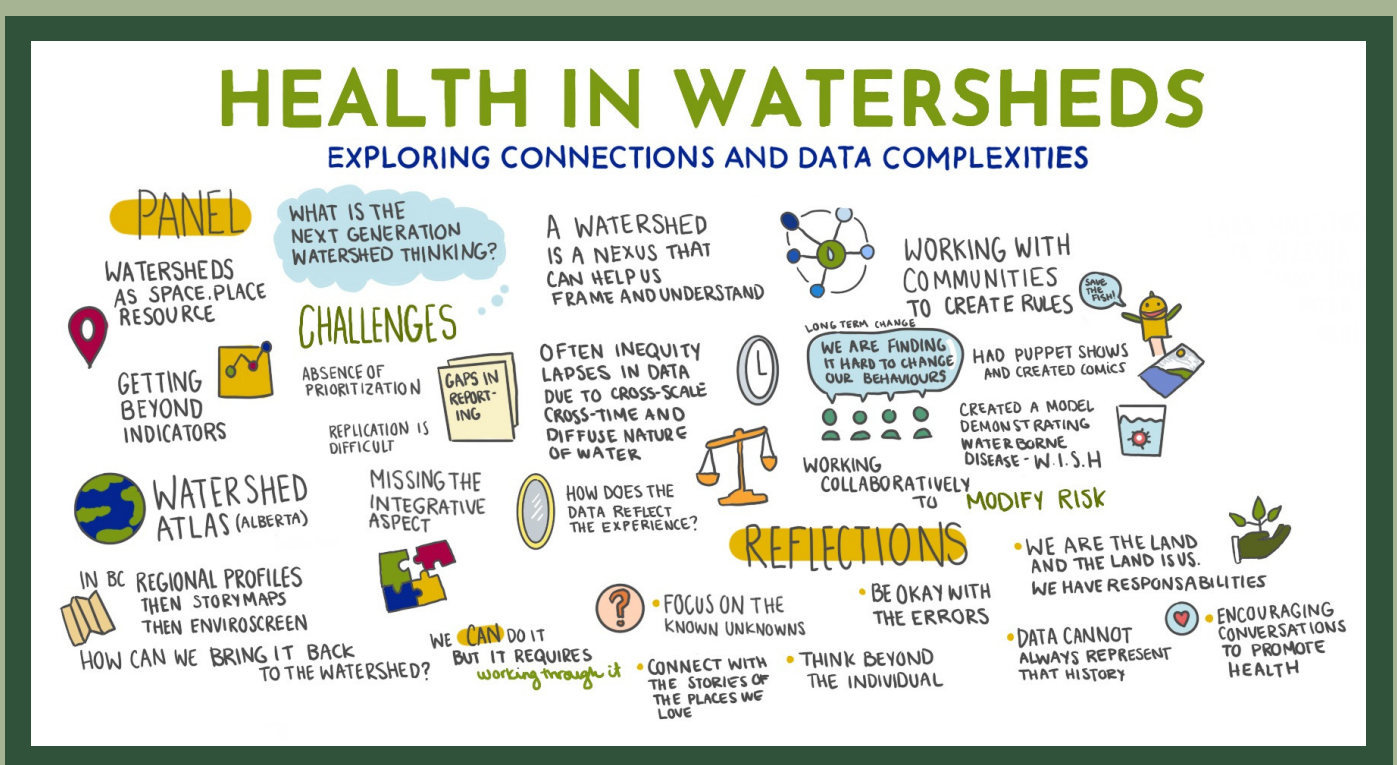 HEALTH IN WATERSHEDS
EXPLORING CONNECTIONS AND DATA COMPLEXITIES
PANEL
WATERSHEDS
AS SPACE, PLACE
RESOURCE
GETTING
BEYOND
INDICATORS
WATERSHED
ATLAS (ALBERTA)
IN BC REGIONAL PROFILES
THEN STORYMAPS
THEN ENVIROSCREEN
HOW CAN WE BRING IT BACK
TO THE WATERSHED?
WHAT IS THE
NEXT GENERATION
WATERSHED THINKING?
CHALLENGES
ABSENCE OF
PRIORITIZATION
GAPS IN
REPORT-
ING
REPLICATION IS
DIFFICULT
MISSING THE
INTEGRATIVE
ASPECT
WE CAN DO IT
BUT IT REQUIRES
working through it
A WATERSHED
IS A NEXUS THAT
CAN HELP US
FRAME AND UNDERSTAND
OFTEN INEQUITY
LAPSES IN DATA
DUE TO CROSS-SCALE
CROSS-TIME AND
DIFFUSE NATURE
OF WATER
HOW DOES THE
DATA REFLECT
THE EXPERIENCE?
WORKING WITH
COMMUNITIES
TO CREATE RULES
SAVE
THE
FISH!
LONG TERM CHANGE
WE ARE FINDING
IT HARD TO CHANGE
OUR BEHAVIOURS
HAD PUPPET SHOWS
AND CREATED COMICS
CREATED A MODEL
DEMONSTRATING
WATERBORNE
DISEASE - W.I.S.H
WORKING
COLLABORATIVELY
TO MODIFY RISK
REFLECTIONS
• FOCUS ON THE
KNOWN UNKNOWNS
• CONNECT WITH
THE STORIES OF
THE PLACES WE
LOVE
• BE OKAY WITH
THE ERRORS
• THINK BEYOND
THE INDIVIDUAL
• WE ARE THE LAND
AND THE LAND IS US.
WE HAVE RESPONSABILITIES
• DATA CANNOT
ALWAYS REPRESENT
THAT HISTORY
• ENCOURAGING
CONVERSATIONS
TO PROMOTE
HEALTH